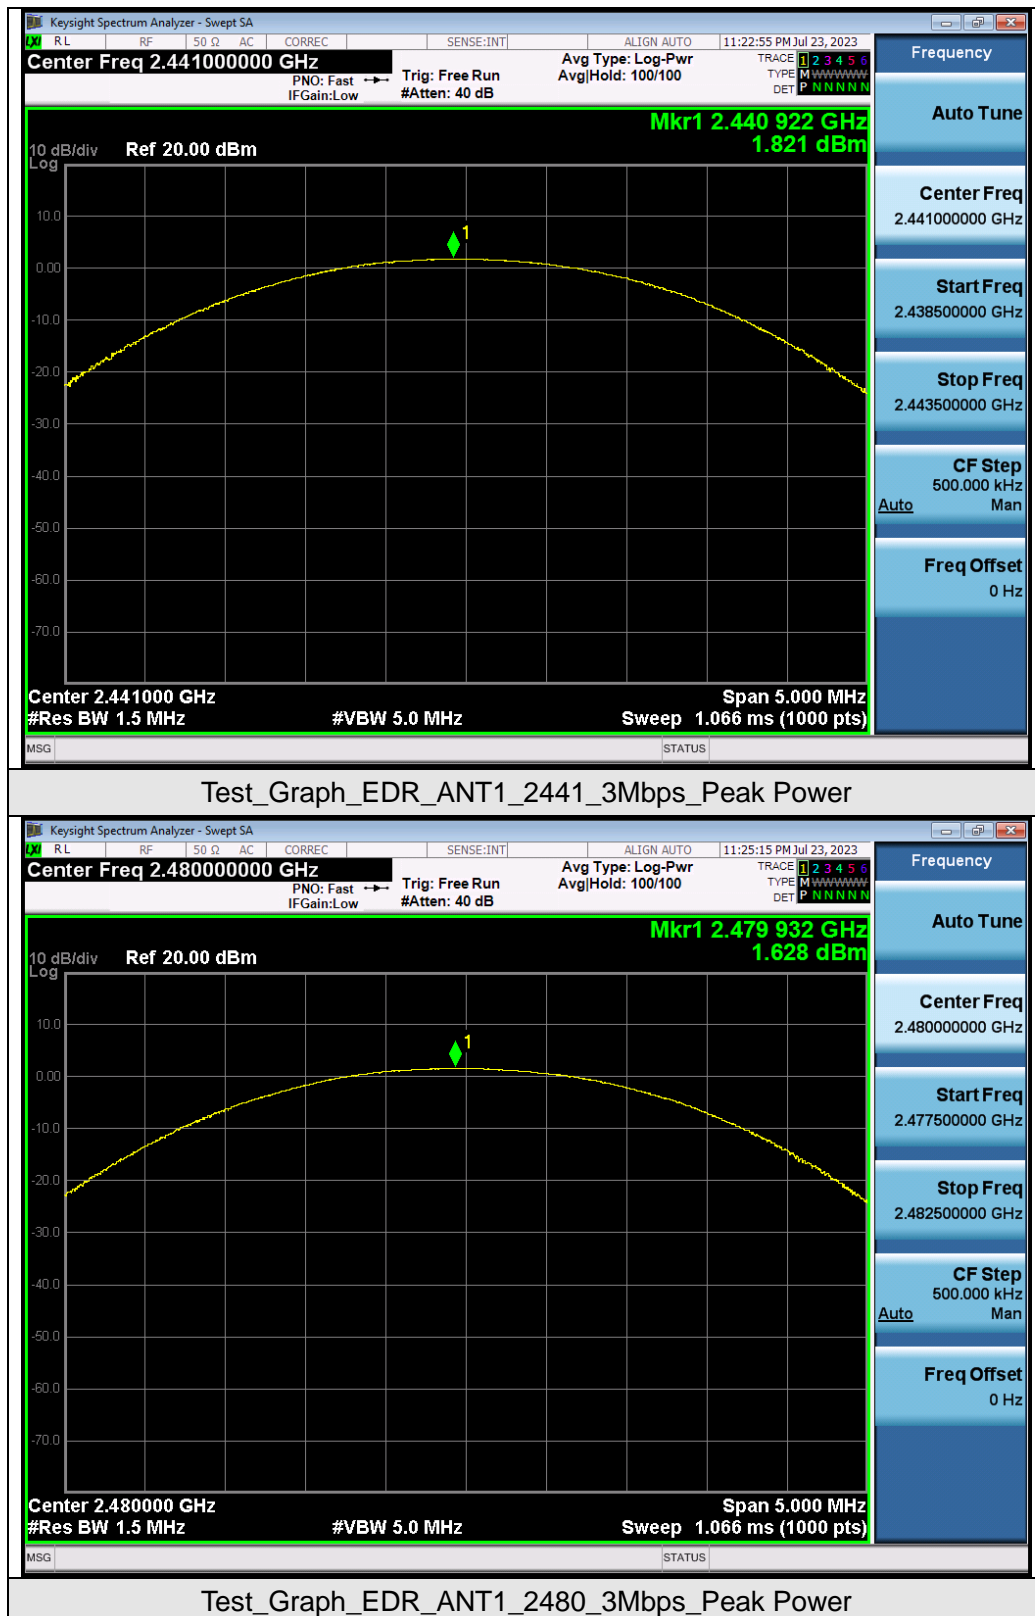 Keysight Spectrum Analyzer - Swept SA
LXI RL RF 50 Ω AC CORREC SENSE:INT ALIGN AUTO 11:22:55 PM Jul 23, 2023
Center Freq 2.441000000 GHz
PNO: Fast
IFGain:Low
Trig: Free Run
#Atten: 40 dB
Avg Type: Log-Pwr
Avg|Hold: 100/100
TRACE 1 2 3 4 5 6
TYPE M W W W W W
DET P N N N N N
Mkr1 2.440 922 GHz
1.821 dBm
10 dB/div Ref 20.00 dBm
Log
1
10.0
0.00
-10.0
-20.0
-30.0
-40.0
-50.0
-60.0
-70.0
Center 2.441000 GHz Span 5.000 MHz
#Res BW 1.5 MHz #VBW 5.0 MHz Sweep 1.066 ms (1000 pts)
MSG STATUS
Frequency
Auto Tune
Center Freq
2.441000000 GHz
Start Freq
2.438500000 GHz
Stop Freq
2.443500000 GHz
CF Step
500.000 kHz
Auto Man
Freq Offset
0 Hz
Test_Graph_EDR_ANT1_2441_3Mbps_Peak Power
Keysight Spectrum Analyzer - Swept SA
LXI RL RF 50 Ω AC CORREC SENSE:INT ALIGN AUTO 11:25:15 PM Jul 23, 2023
Center Freq 2.480000000 GHz
PNO: Fast
IFGain:Low
Trig: Free Run
#Atten: 40 dB
Avg Type: Log-Pwr
Avg|Hold: 100/100
TRACE 1 2 3 4 5 6
TYPE M W W W W W
DET P N N N N N
Mkr1 2.479 932 GHz
1.628 dBm
10 dB/div Ref 20.00 dBm
Log
1
10.0
0.00
-10.0
-20.0
-30.0
-40.0
-50.0
-60.0
-70.0
Center 2.480000 GHz Span 5.000 MHz
#Res BW 1.5 MHz #VBW 5.0 MHz Sweep 1.066 ms (1000 pts)
MSG STATUS
Frequency
Auto Tune
Center Freq
2.480000000 GHz
Start Freq
2.477500000 GHz
Stop Freq
2.482500000 GHz
CF Step
500.000 kHz
Auto Man
Freq Offset
0 Hz
Test_Graph_EDR_ANT1_2480_3Mbps_Peak Power